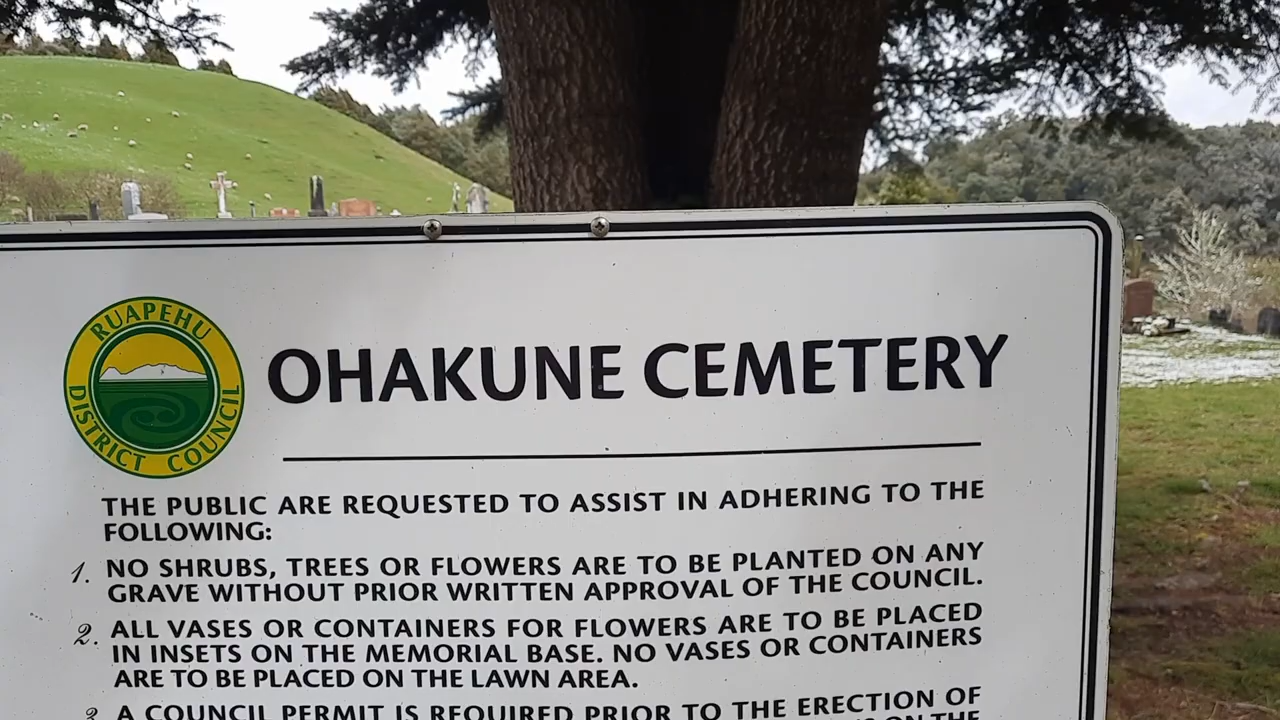 RUAPEHU
DISTRICT COUNCIL
OHAKUNE CEMETERY
THE PUBLIC ARE REQUESTED TO ASSIST IN ADHERING TO THE
FOLLOWING:
1. NO SHRUBS, TREES OR FLOWERS ARE TO BE PLANTED ON ANY
GRAVE WITHOUT PRIOR WRITTEN APPROVAL OF THE COUNCIL.
2. ALL VASES OR CONTAINERS FOR FLOWERS ARE TO BE PLACED
IN INSETS ON THE MEMORIAL BASE. NO VASES OR CONTAINERS
ARE TO BE PLACED ON THE LAWN AREA.
3 A COUNCIL PERMIT IS REQUIRED PRIOR TO THE ERECTION OF
ON THE